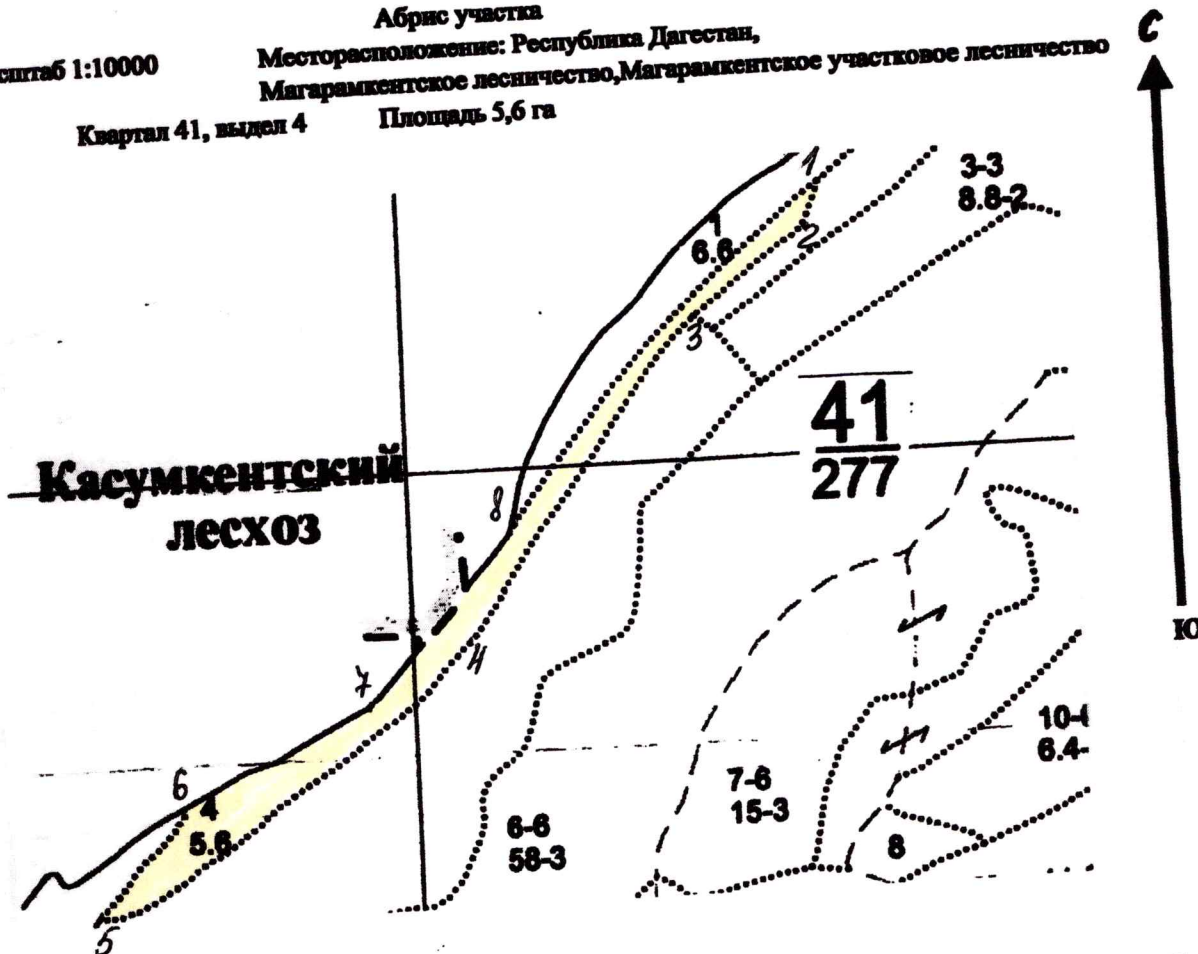 Абрис участка
С
сштаб 1:10000
Месторасположение: Республика Дагестан,
Магарамкентское лесничество,Магарамкентское участковое лесничество
Квартал 41, выдел 4
Площадь 5,6 га
1
3-3
8.8-2
1
6.6
2
3
41
277
Касумкентский
лесхоз
8
Ю
4
7
10-
6.4-
6
4
5.6
7-6
15-3
6-6
58-3
8
5